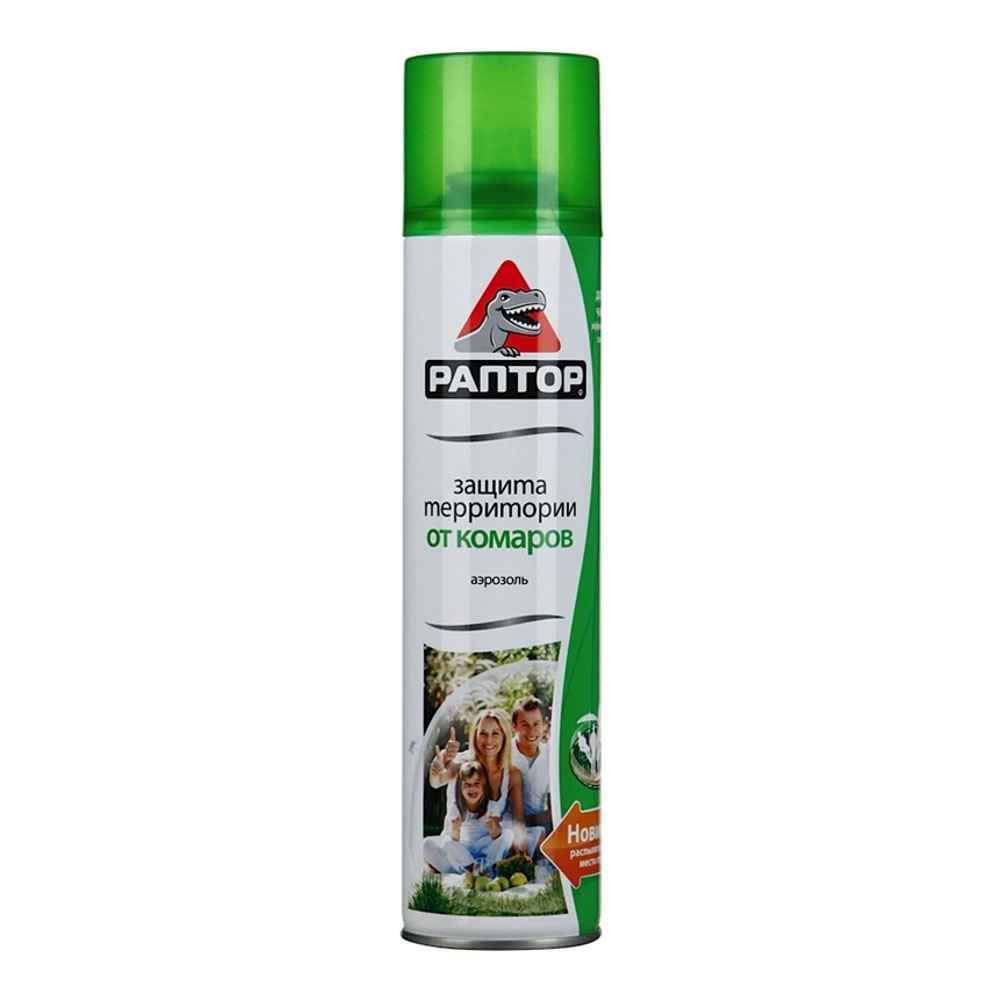 РАПТОР
защита
территории
от комаров
аэрозоль